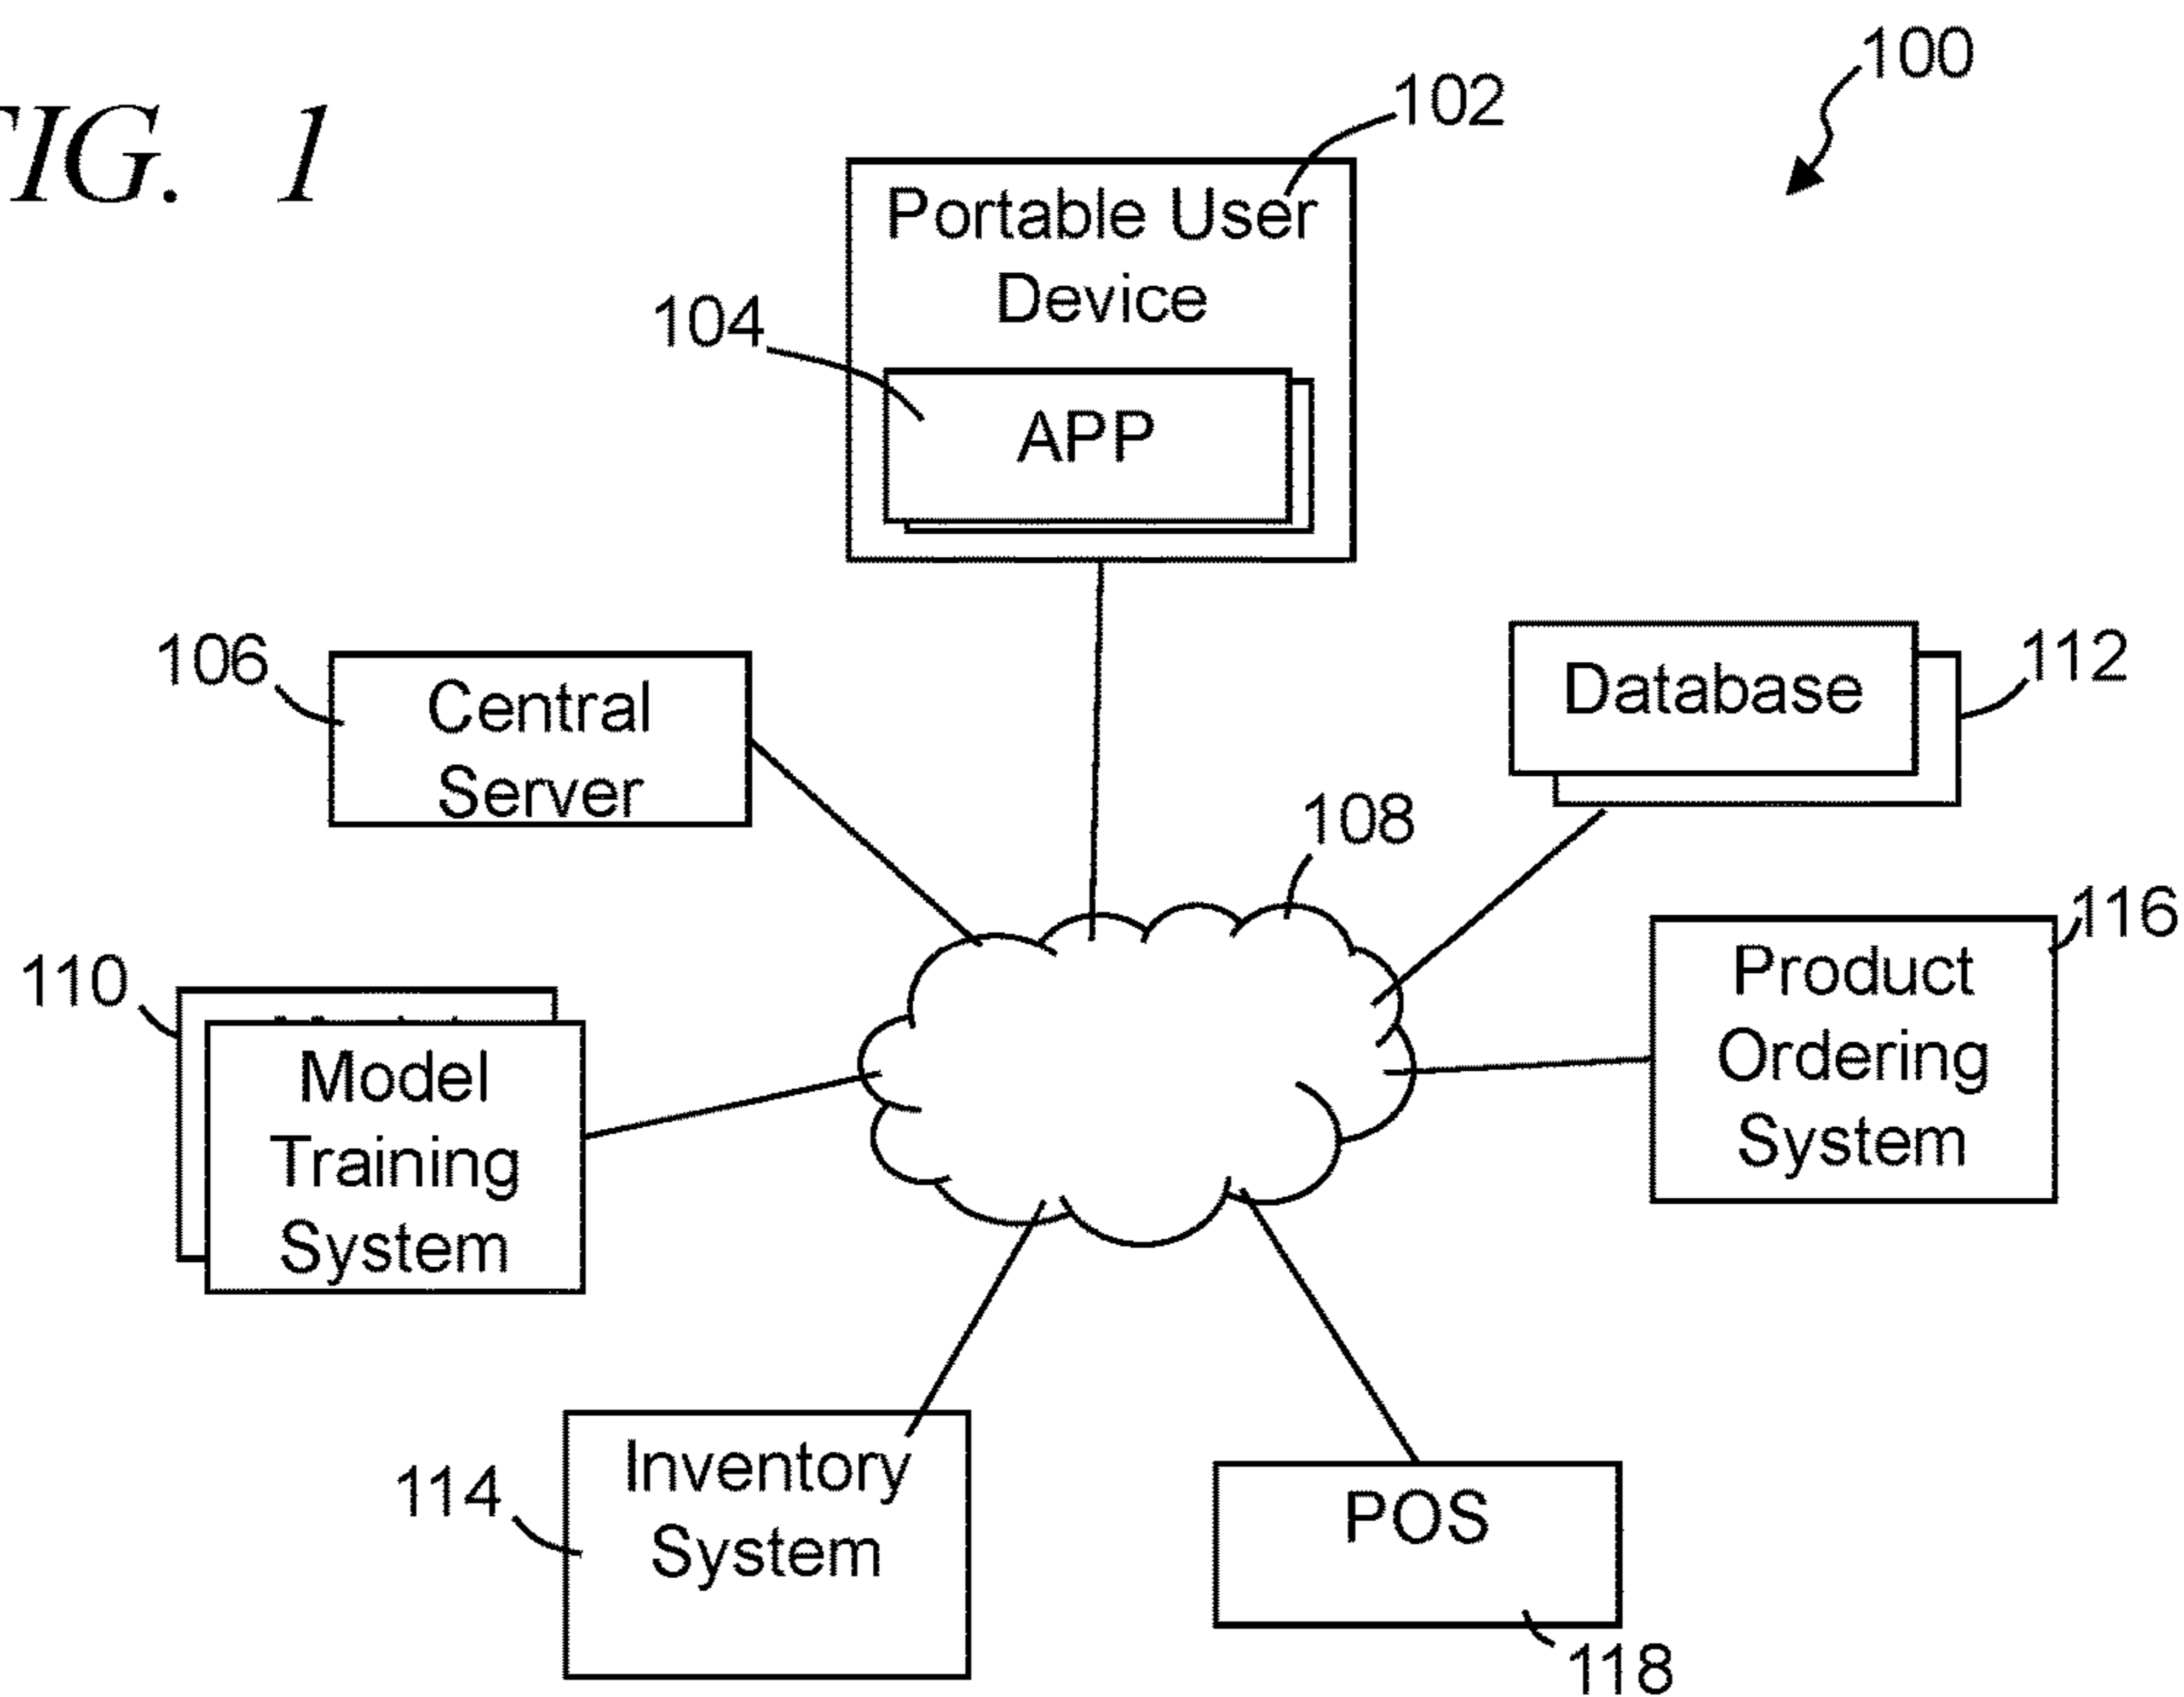 FIG. 1
100
102
Portable User
Device
104
APP
106
Central
Server
Database
112
108
116
Product
Ordering
System
110
Model
Training
System
114
Inventory
System
POS
118